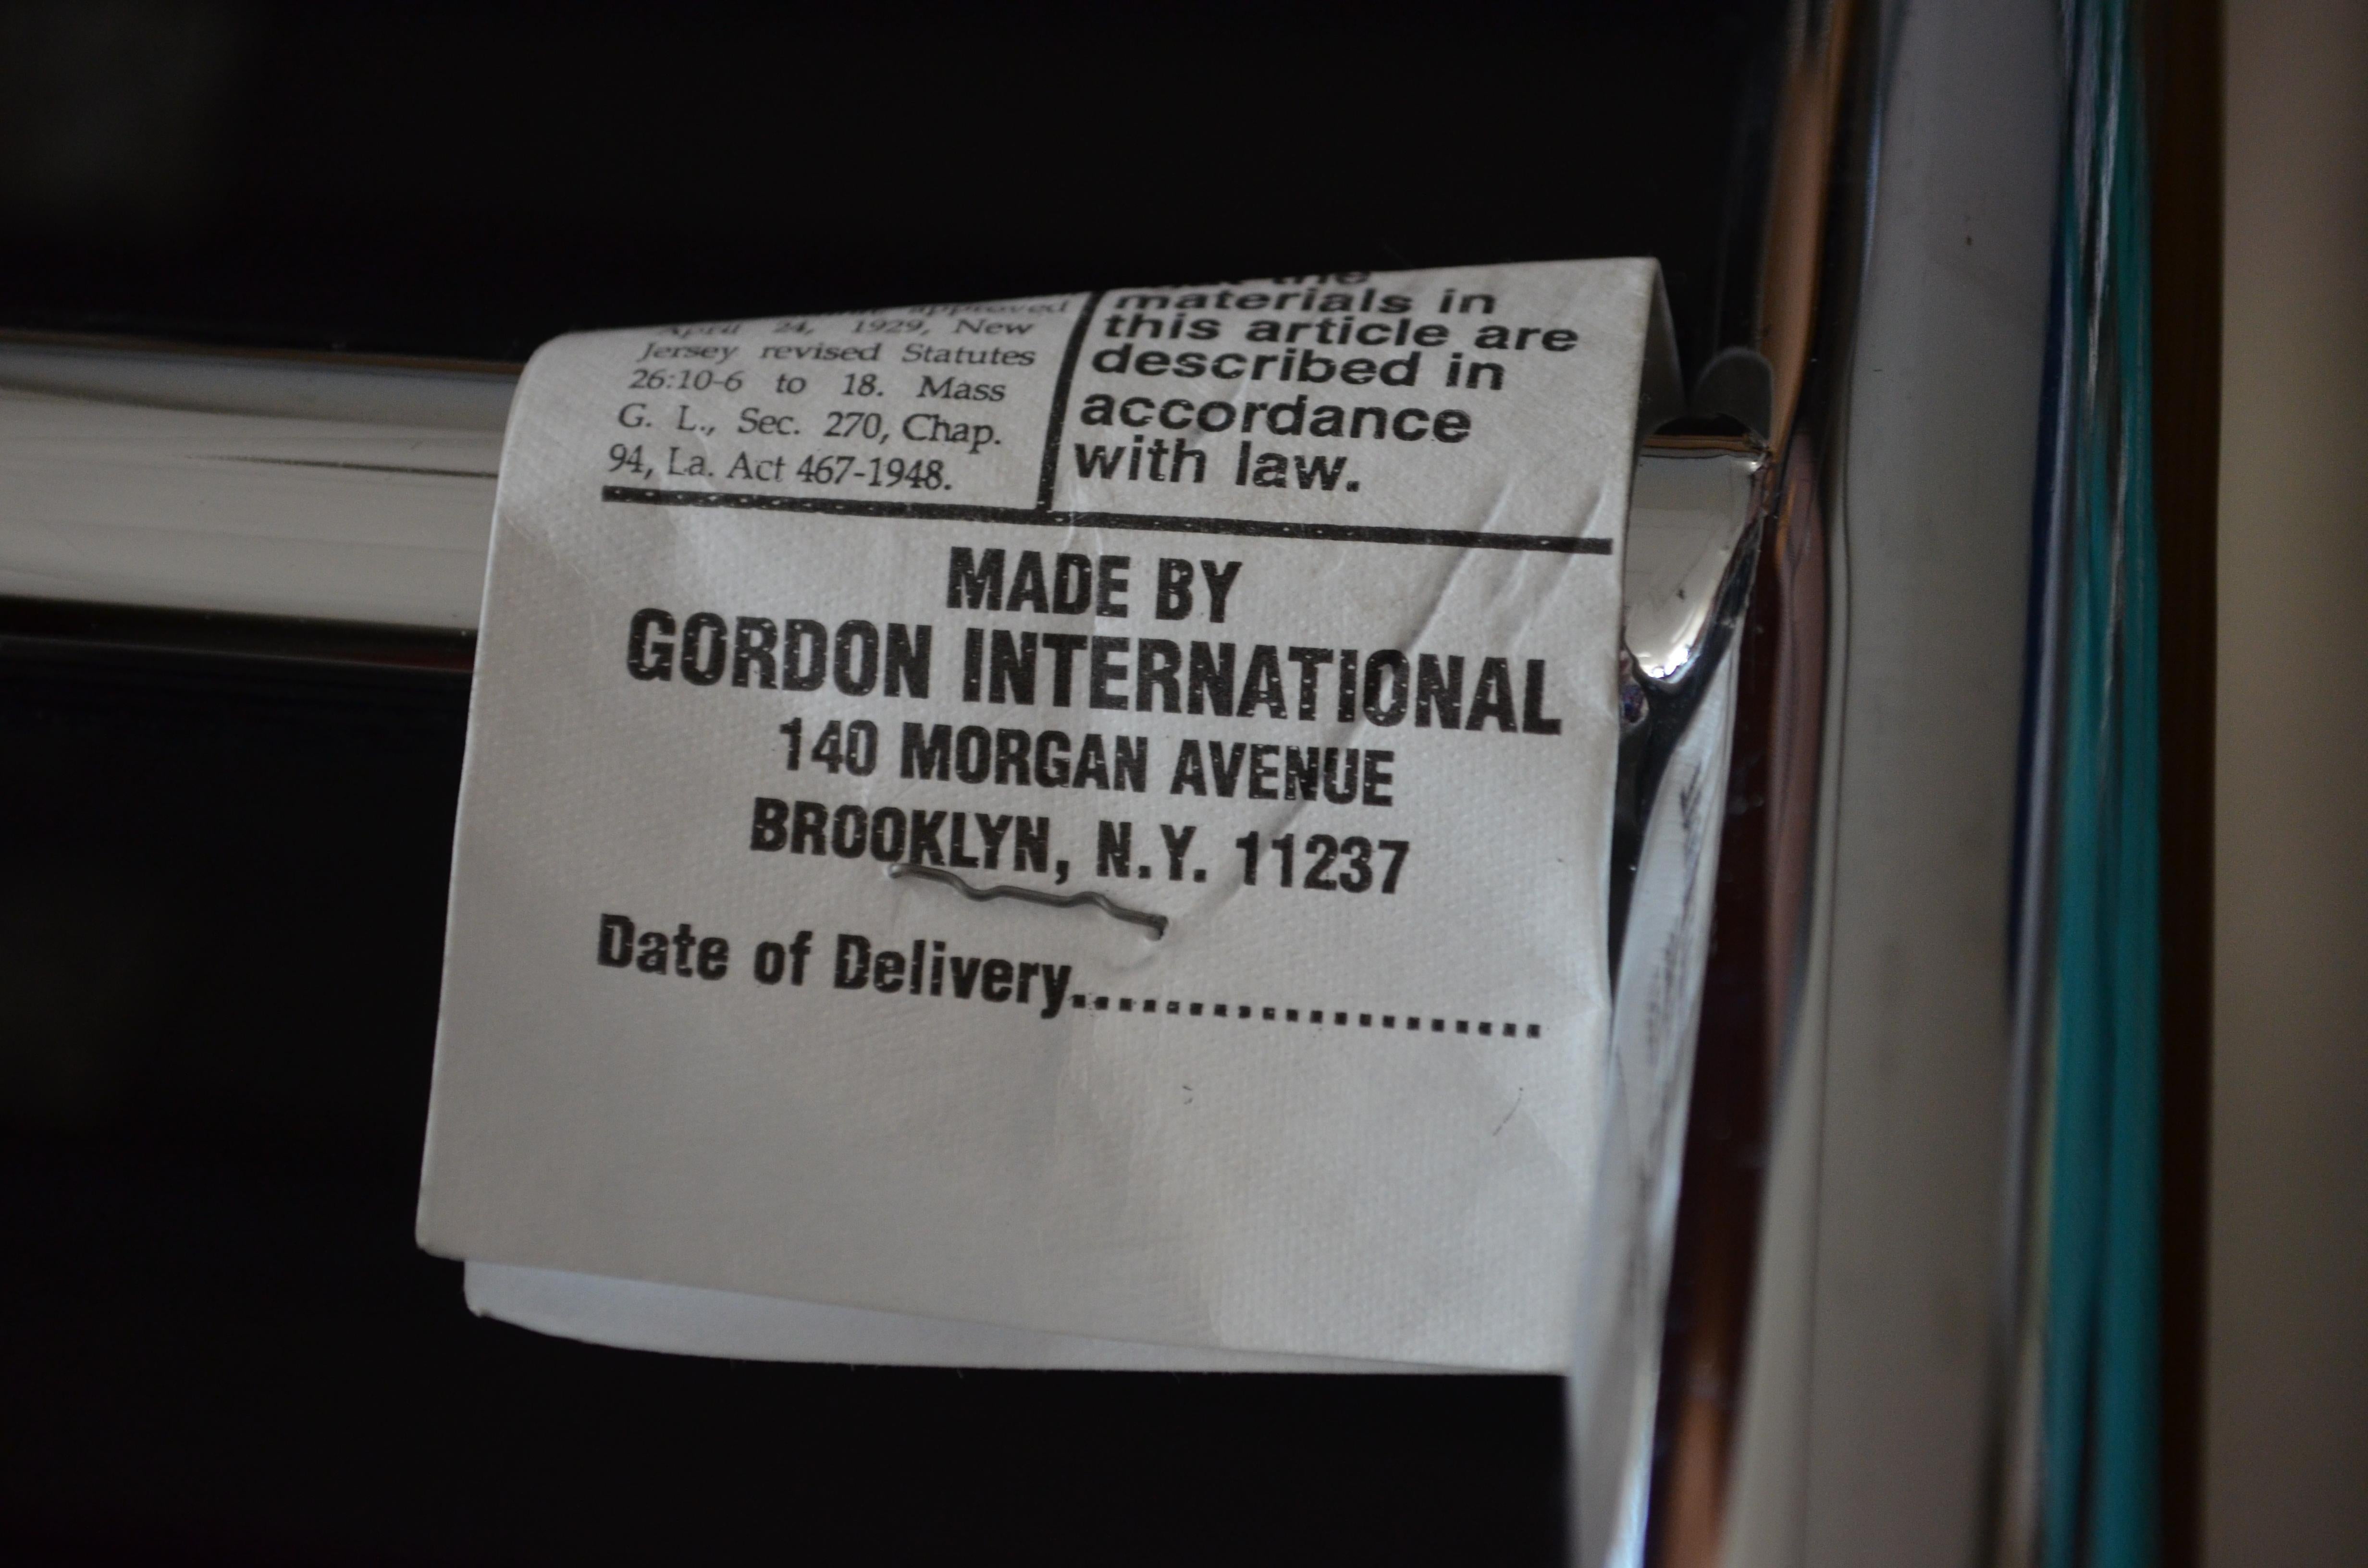 approved
April 24, 1929, New
Jersey revised Statutes
26:10-6 to 18. Mass
G. L., Sec. 270, Chap.
94, La. Act 467-1948.
the
materials in
this article are
described in
accordance
with law.
MADE BY
GORDON INTERNATIONAL
140 MORGAN AVENUE
BROOKLYN, N.Y. 11237
Date of Delivery....................